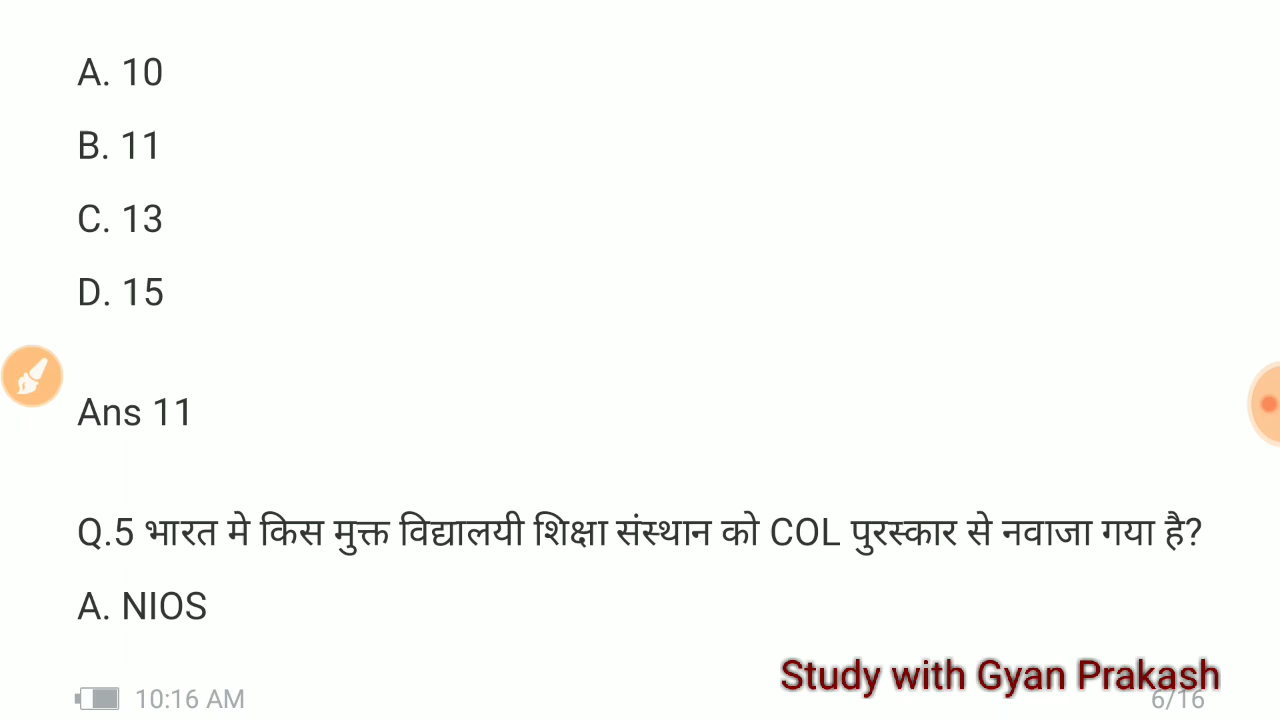 A. 10
B. 11
C. 13
D. 15
Ans 11
Q.5 भारत मे किस मुक्त विद्यालयी शिक्षा संस्थान को COL पुरस्कार से नवाजा गया है?
A. NIOS
Study with Gyan Prakash
10:16 AM
6/16